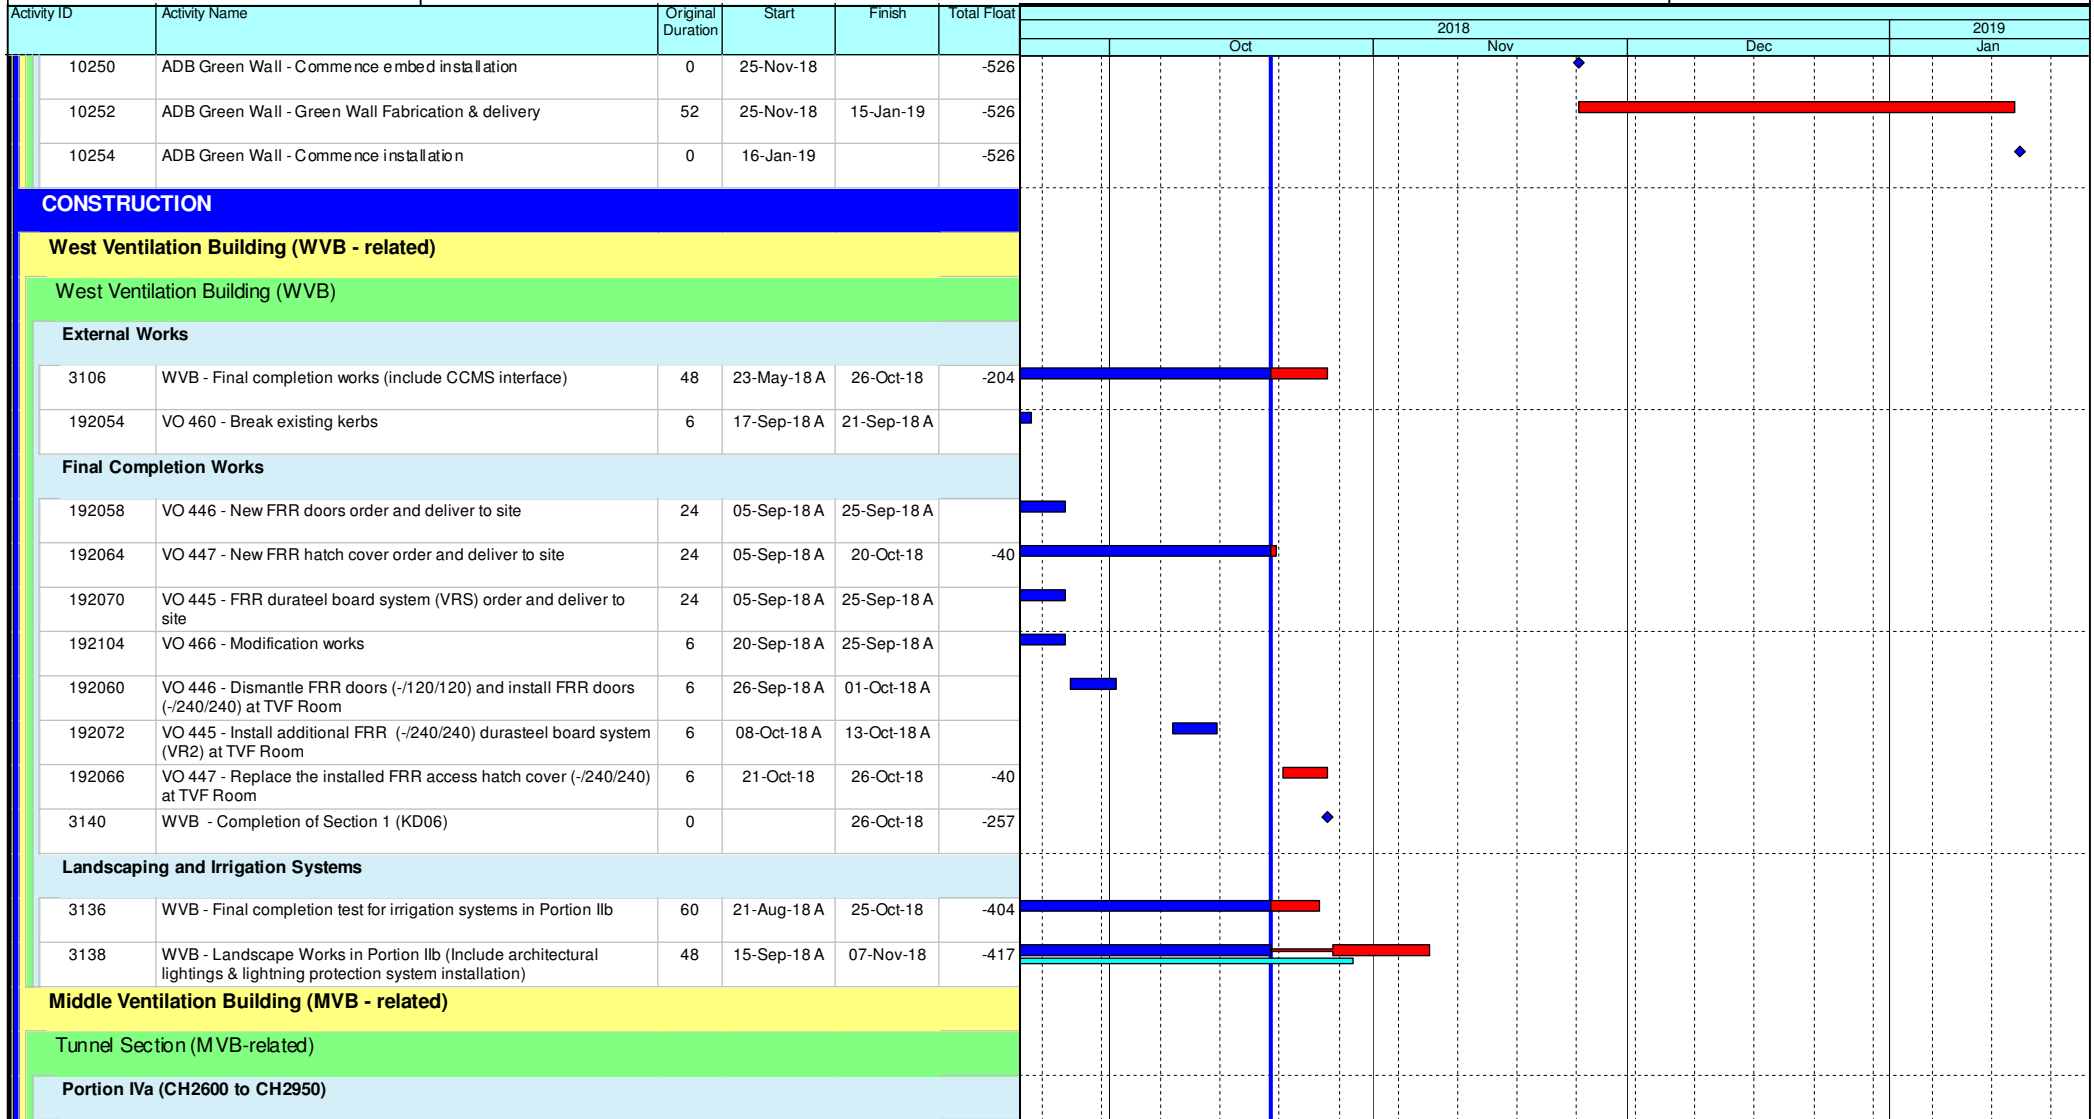 Activity ID Activity Name Original Duration Start Finish Total Float
2018 2019
Oct Nov Dec Jan
10250 ADB Green Wall - Commence embed installation 0 25-Nov-18 -526
10252 ADB Green Wall - Green Wall Fabrication & delivery 52 25-Nov-18 15-Jan-19 -526
10254 ADB Green Wall - Commence installation 0 16-Jan-19 -526
CONSTRUCTION
West Ventilation Building (WVB - related)
West Ventilation Building (WVB)
External Works
3106 WVB - Final completion works (include CCMS interface) 48 23-May-18 A 26-Oct-18 -204
192054 VO 460 - Break existing kerbs 6 17-Sep-18 A 21-Sep-18 A
Final Completion Works
192058 VO 446 - New FRR doors order and deliver to site 24 05-Sep-18 A 25-Sep-18 A
192064 VO 447 - New FRR hatch cover order and deliver to site 24 05-Sep-18 A 20-Oct-18 -40
192070 VO 445 - FRR durateel board system (VRS) order and deliver to 24 05-Sep-18 A 25-Sep-18 A
site
192104 VO 466 - Modification works 6 20-Sep-18 A 25-Sep-18 A
192060 VO 446 - Dismantle FRR doors (-/120/120) and install FRR doors 6 26-Sep-18 A 01-Oct-18 A
(-/240/240) at TVF Room
192072 VO 445 - Install additional FRR (-/240/240) durasteel board system 6 08-Oct-18 A 13-Oct-18 A
(VR2) at TVF Room
192066 VO 447 - Replace the installed FRR access hatch cover (-/240/240) 6 21-Oct-18 26-Oct-18 -40
at TVF Room
3140 WVB - Completion of Section 1 (KD06) 0 26-Oct-18 -257
Landscaping and Irrigation Systems
3136 WVB - Final completion test for irrigation systems in Portion IIb 60 21-Aug-18 A 25-Oct-18 -404
3138 WVB - Landscape Works in Portion IIb (Include architectural 48 15-Sep-18 A 07-Nov-18 -417
lightings & lightning protection system installation)
Middle Ventilation Building (MVB - related)
Tunnel Section (MVB-related)
Portion IVa (CH2600 to CH2950)